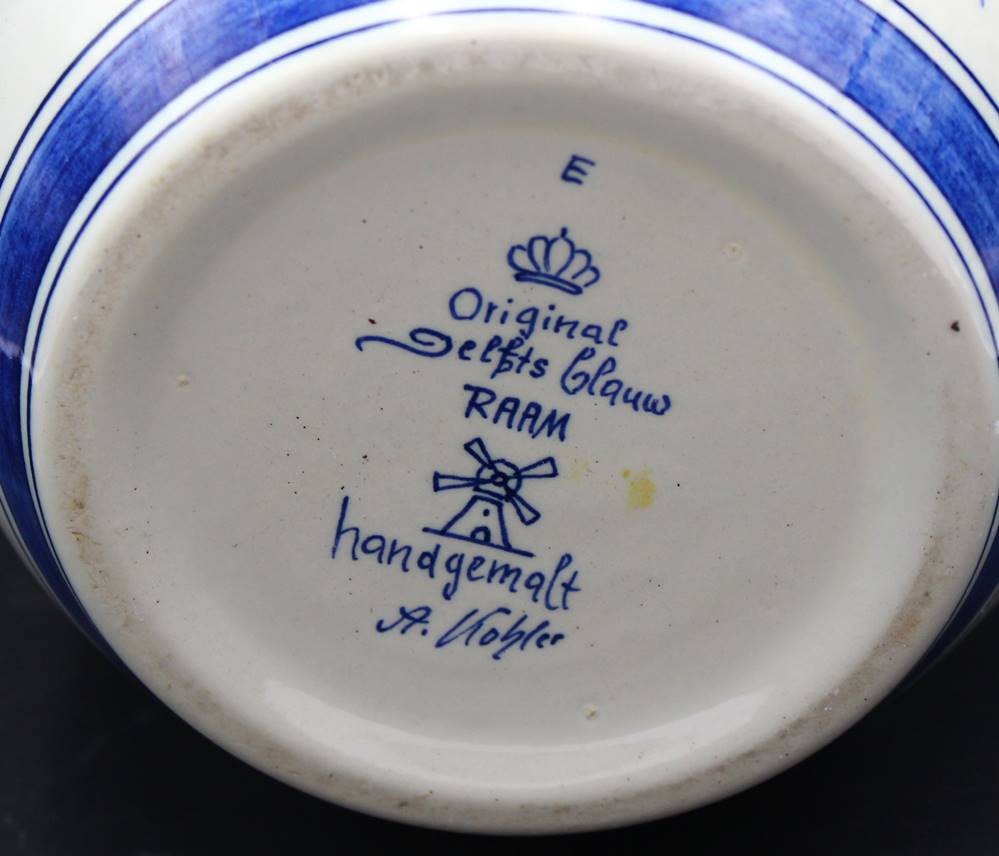 E
Original
Delfts blauw
RAAM
handgemalt
A. Kohler